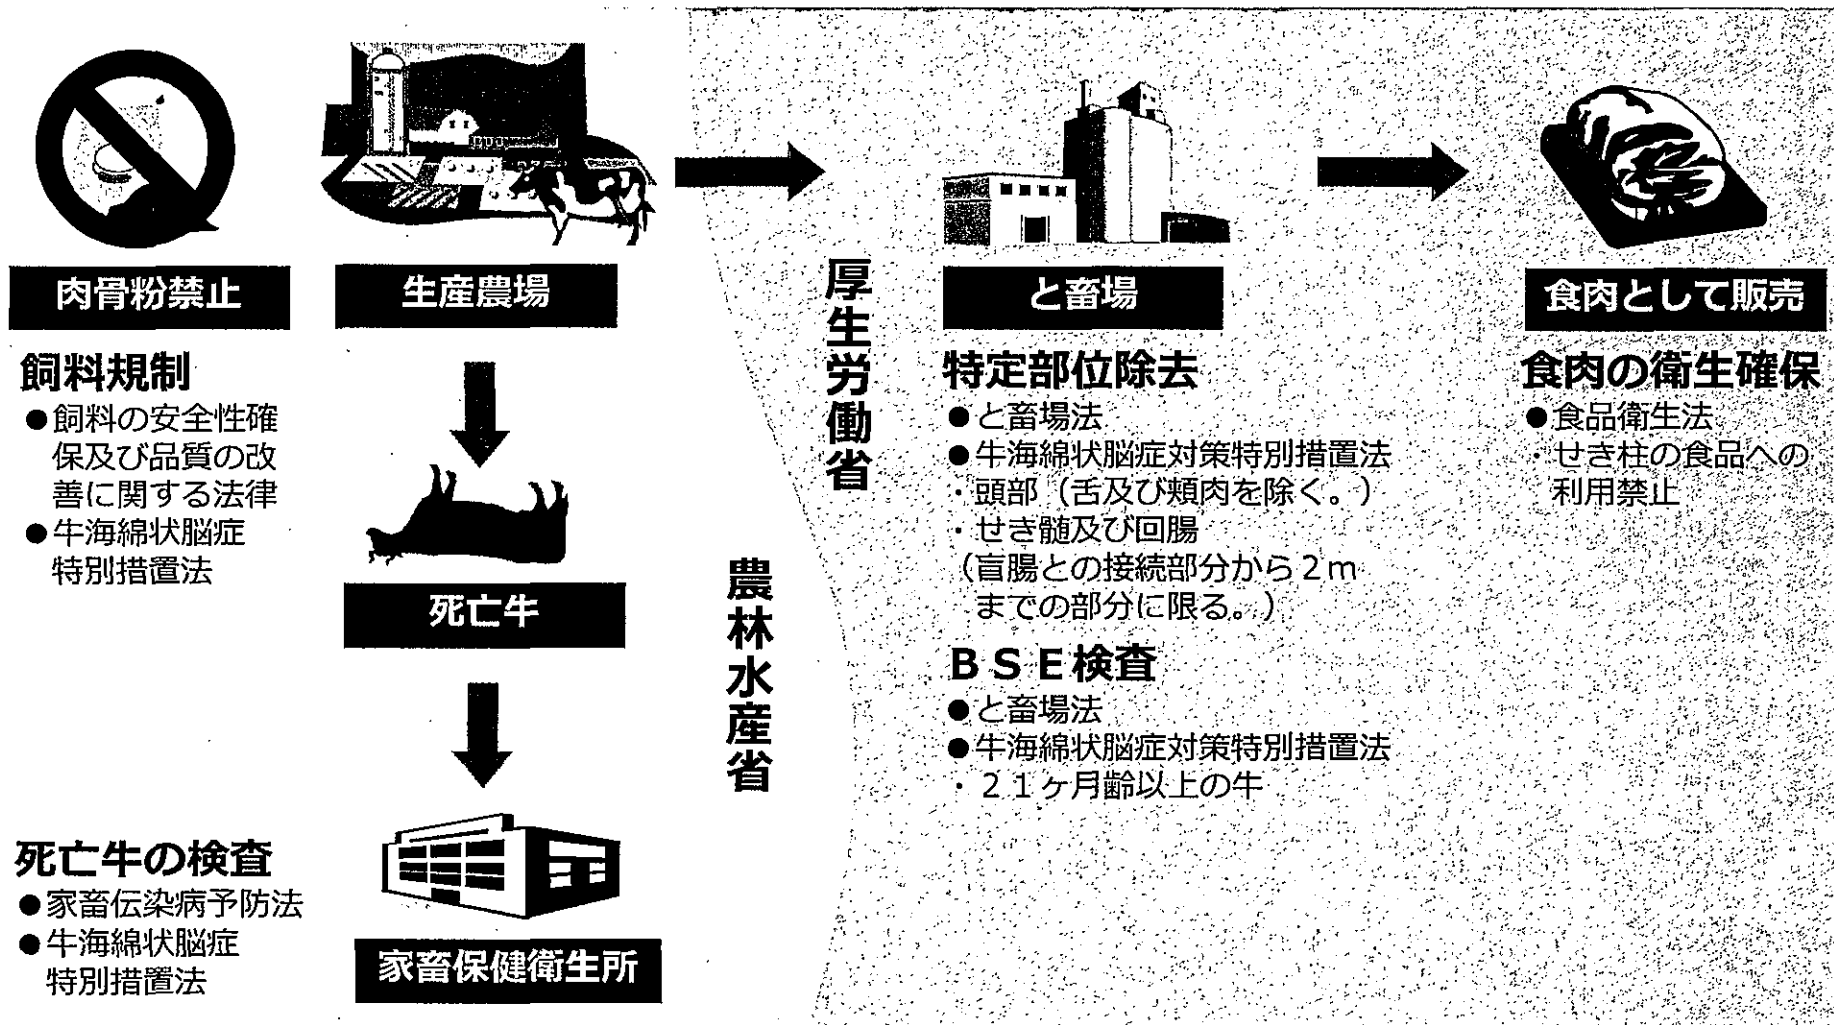 肉骨粉禁止
飼料規制
●飼料の安全性確
保及び品質の改
善に関する法律
●牛海綿状脳症
特別措置法
生産農場
死亡牛
死亡牛の検査
●家畜伝染病予防法
●牛海綿状脳症
特別措置法
家畜保健衛生所
農林水産省
厚生労働省
と畜場
特定部位除去
●と畜場法
●牛海綿状脳症対策特別措置法
・頭部（舌及び頬肉を除く。）
・せき髄及び回腸
（盲腸との接続部分から２ｍ
までの部分に限る。）
ＢＳＥ検査
●と畜場法
●牛海綿状脳症対策特別措置法
・２１ヶ月齢以上の牛
食肉として販売
食肉の衛生確保
●食品衛生法
・せき柱の食品への
利用禁止